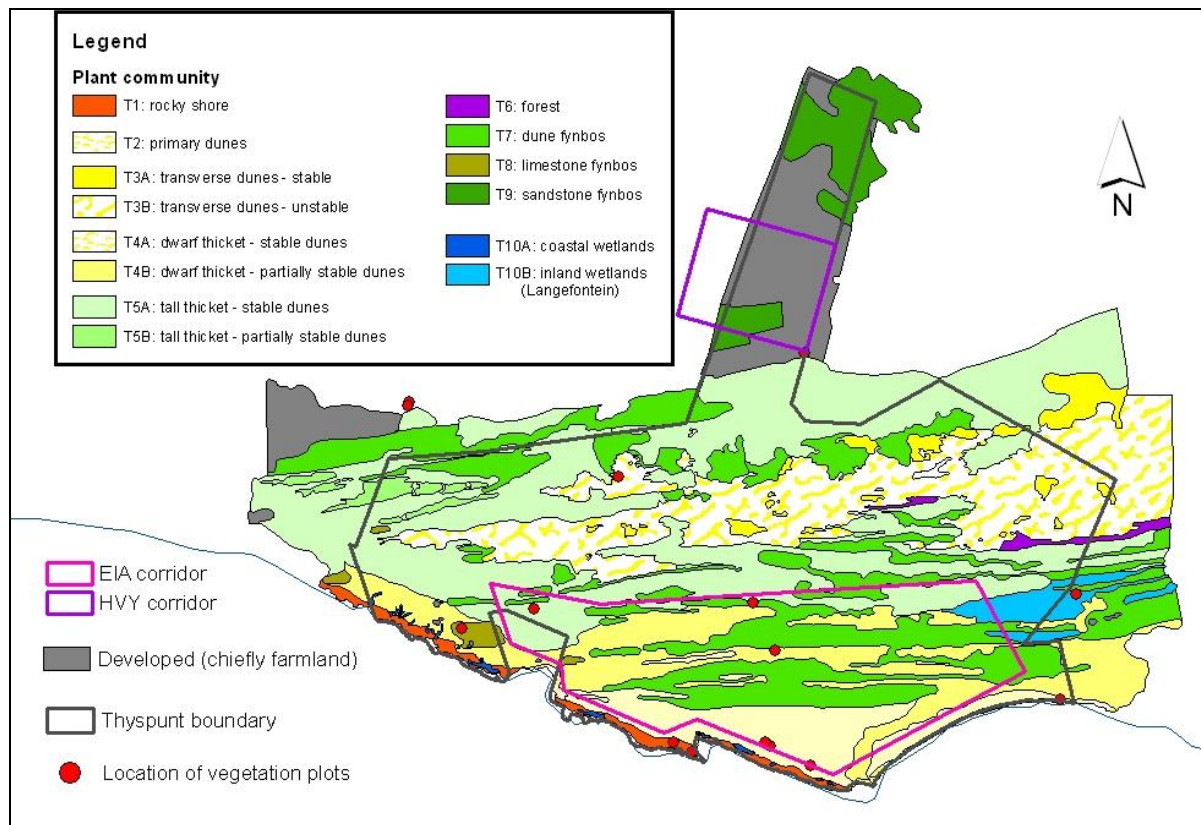 Legend
Plant community
T1: rocky shore
T2: primary dunes
T3A: transverse dunes - stable
T3B: transverse dunes - unstable
T4A: dwarf thicket - stable dunes
T4B: dwarf thicket - partially stable dunes
T5A: tall thicket - stable dunes
T5B: tall thicket - partially stable dunes
T6: forest
T7: dune fynbos
T8: limestone fynbos
T9: sandstone fynbos
T10A: coastal wetlands
T10B: inland wetlands
(Langefontein)
N
EIA corridor
HVY corridor
Developed (chiefly farmland)
Thyspunt boundary
Location of vegetation plots